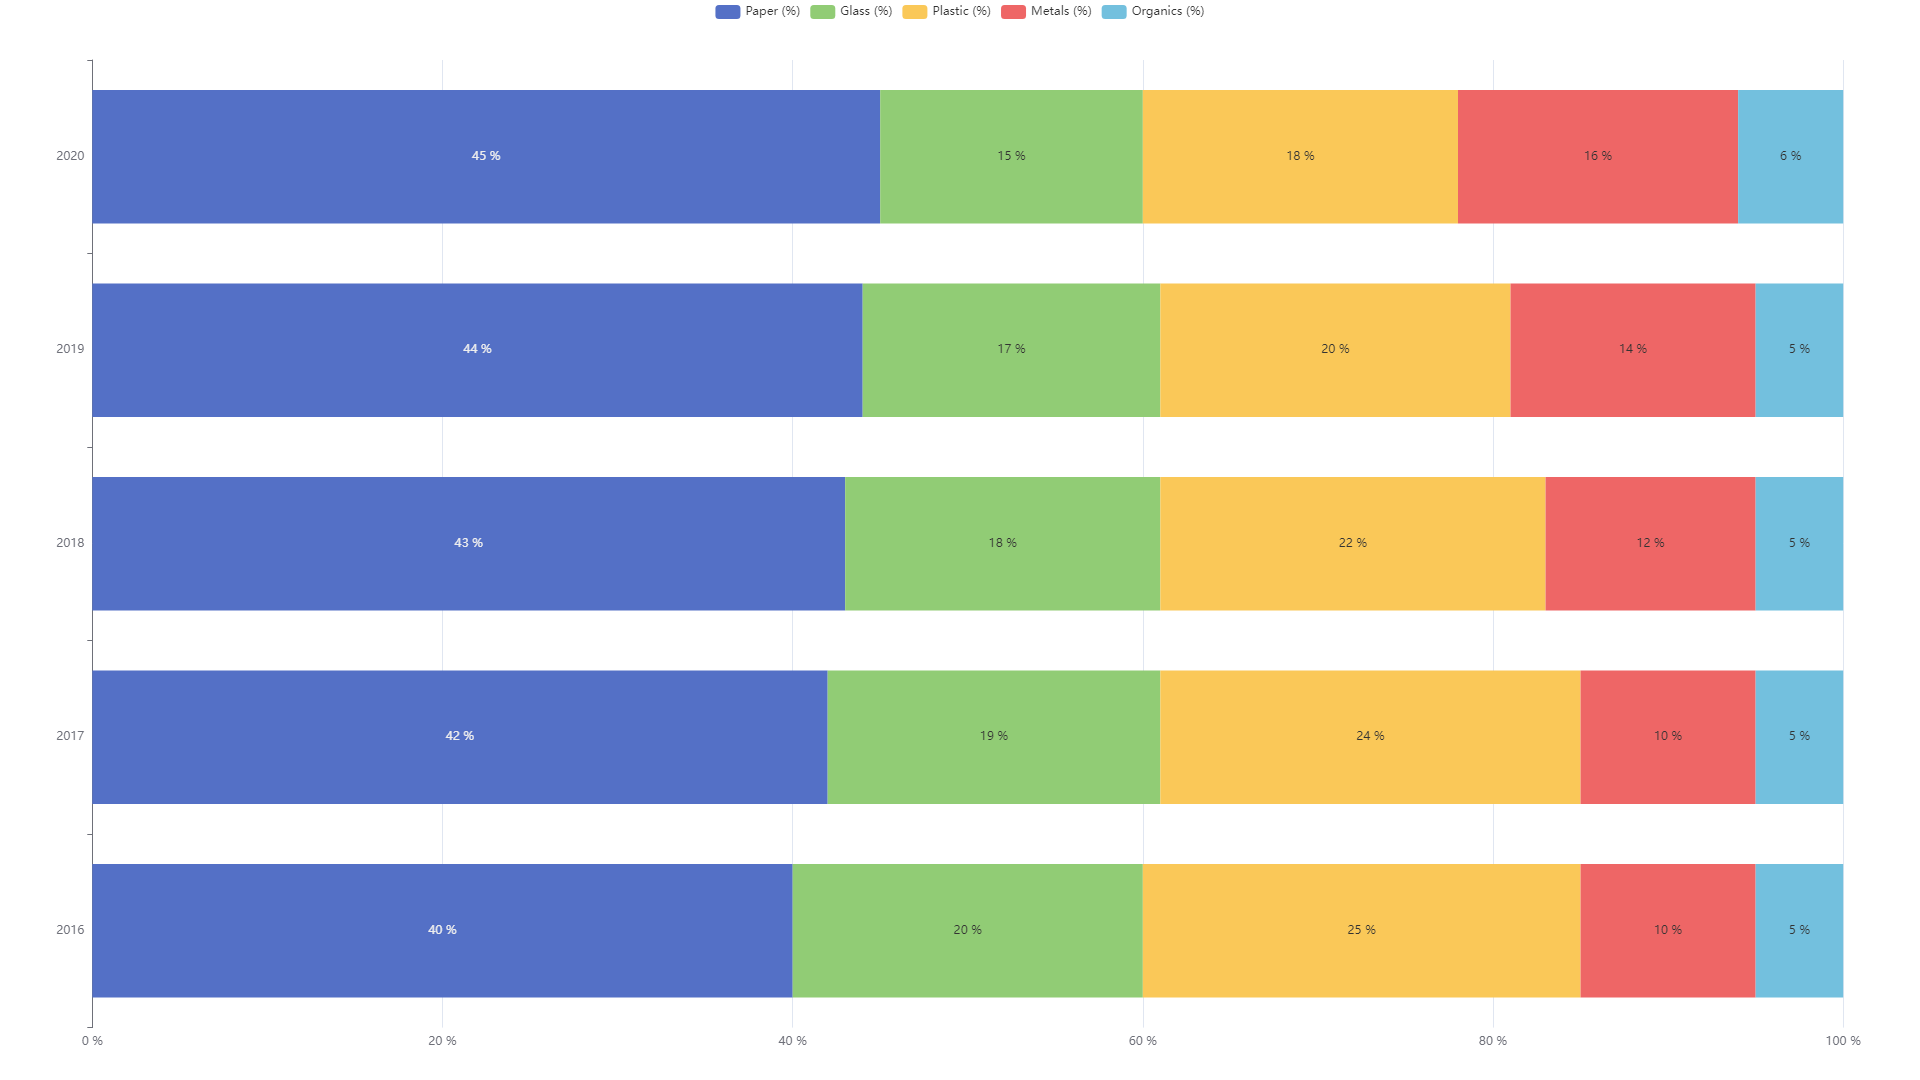 Paper (%) Glass (%) Plastic (%) Metals (%) Organics (%)
2020 45 % 15 % 18 % 16 % 6 %
2019 44 % 17 % 20 % 14 % 5 %
2018 43 % 18 % 22 % 12 % 5 %
2017 42 % 19 % 24 % 10 % 5 %
2016 40 % 20 % 25 % 10 % 5 %
0 % 20 % 40 % 60 % 80 % 100 %